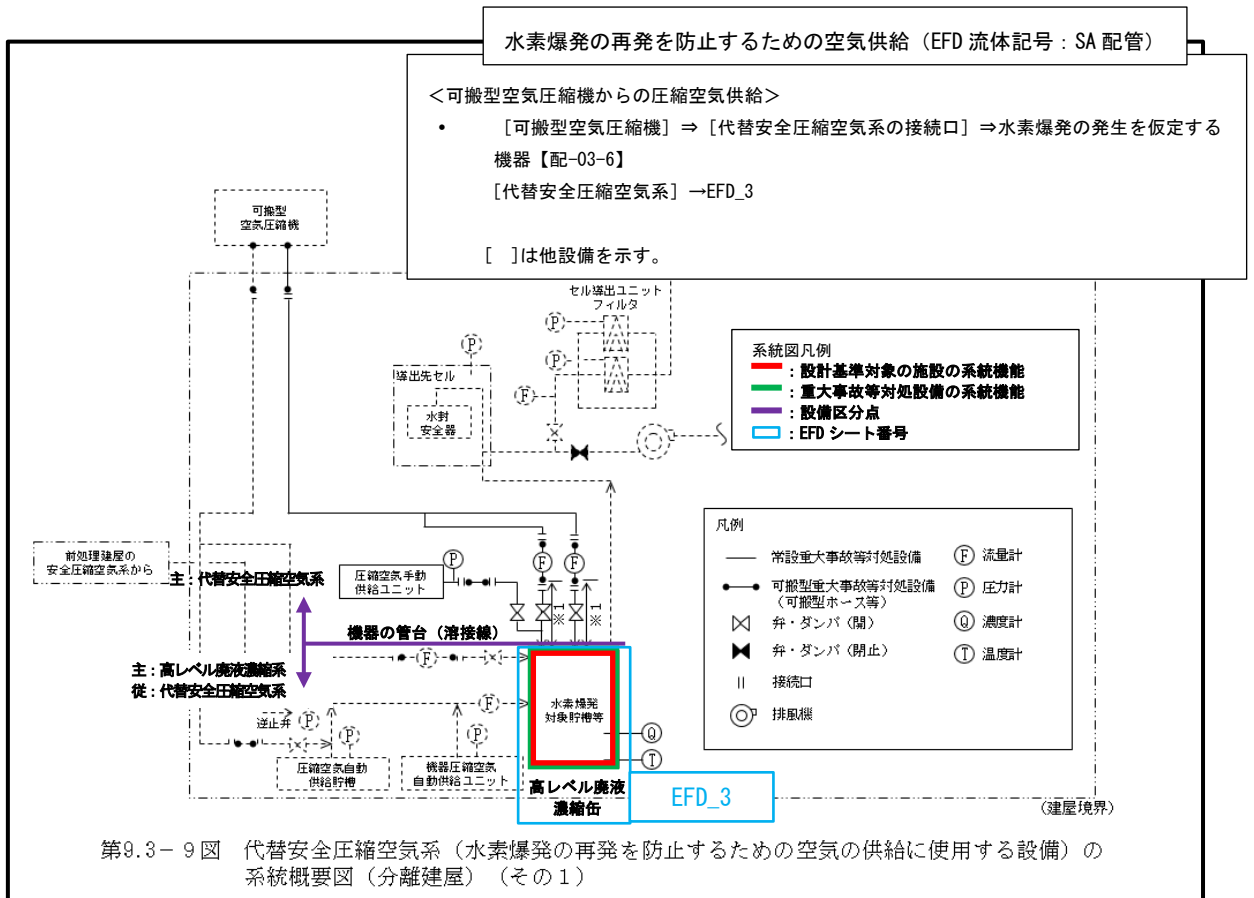 水素爆発の再発を防止するための空気供給（EFD 流体記号：SA 配管）
＜可搬型空気圧縮機からの圧縮空気供給＞
• [可搬型空気圧縮機] ⇒ [代替安全圧縮空気系の接続口] ⇒水素爆発の発生を仮定する
機器【配-03-6】
[代替安全圧縮空気系] →EFD_3
[ ]は他設備を示す。
可搬型
空気圧縮機
セル導出ユニット
フィルタ
P
P
P
F
導出先セル
水封
安全器
系統図凡例
：設計基準対象の施設の系統機能
：重大事故等対処設備の系統機能
：設備区分点
：EFD シート番号
凡例
常設重大事故等対処設備
可搬型重大事故等対処設備
（可搬型ホース等）
弁・ダンパ（開）
弁・ダンパ（閉止）
接続口
排風機
F 流量計
P 圧力計
Q 濃度計
T 温度計
前処理建屋の
安全圧縮空気系から
主：代替安全圧縮空気系
圧縮空気手動
供給ユニット
P
F
F
※1
※1
機器の管台（溶接線）
主：高レベル廃液濃縮系
従：代替安全圧縮空気系
F
F
水素爆発
対象貯槽等
逆止弁
P
P
P
Q
T
圧縮空気自動
供給貯槽
機器圧縮空気
自動供給ユニット
高レベル廃液
濃縮缶
EFD_3
（建屋境界）
第9.3－9図 代替安全圧縮空気系（水素爆発の再発を防止するための空気の供給に使用する設備）の
系統概要図（分離建屋）（その1）